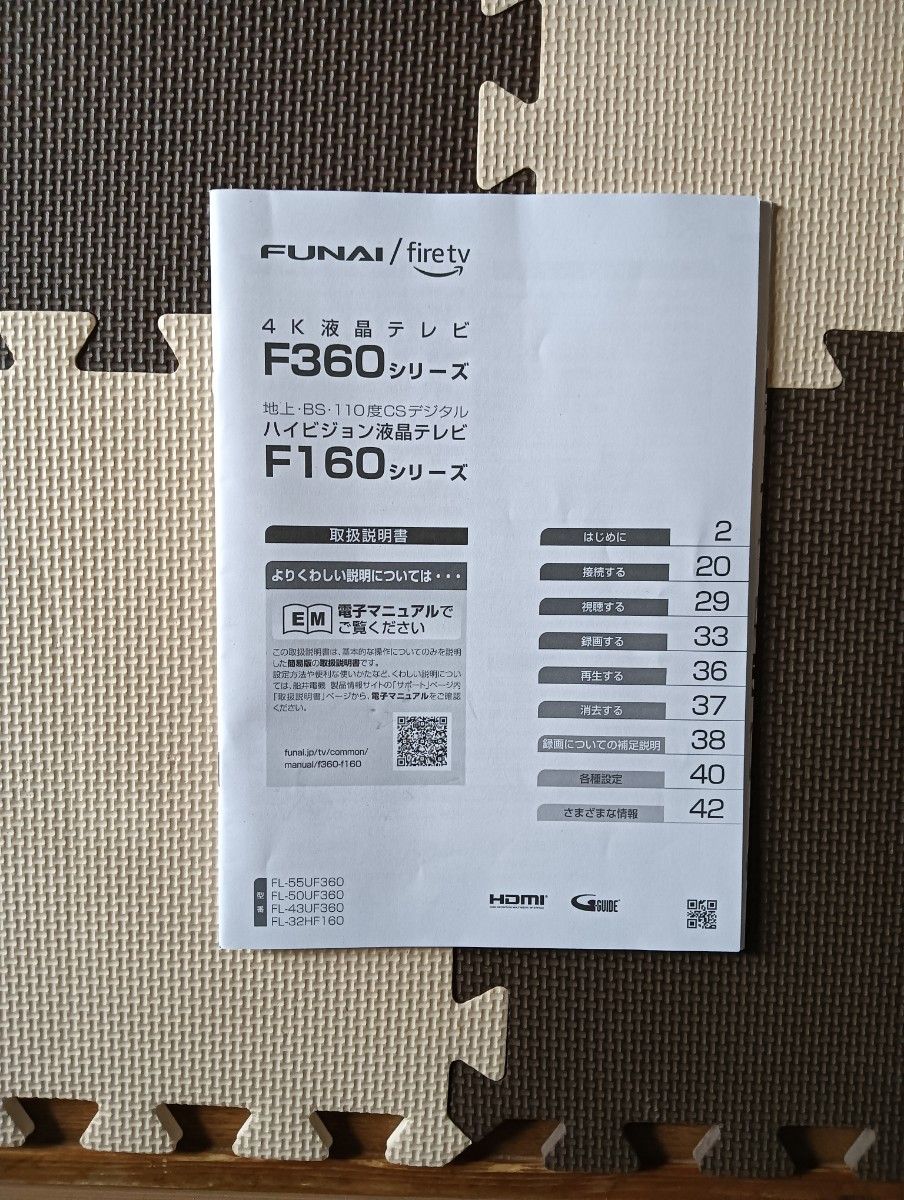 FUNAI / fire tv
4K液晶テレビ
F360シリーズ
地上・BS・110度CSデジタル
ハイビジョン液晶テレビ
F160シリーズ
取扱説明書
よりくわしい説明については・・・
EM 電子マニュアルで
ご覧ください
この取扱説明書は、基本的な操作についてのみを説明
した簡易版の取扱説明書です。
設定方法や便利な使いかたなど、くわしい説明につい
ては、船井電機 製品情報サイトの「サポート」ページ内
「取扱説明書」ページから、電子マニュアルをご確認
ください。
funai.jp/tv/common/
manual/f360-f160
はじめに 2
接続する 20
視聴する 29
録画する 33
再生する 36
消去する 37
録画についての補足説明 38
各種設定 40
さまざまな情報 42
型番
FL-55UF360
FL-50UF360
FL-43UF360
FL-32HF160
HDMI
G-GUIDE